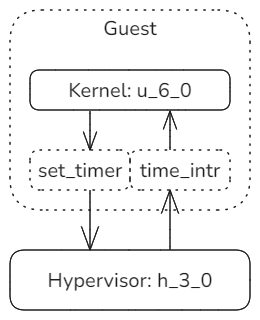 Guest
Kernel: u_6_0
set_timer time_intr
Hypervisor: h_3_0